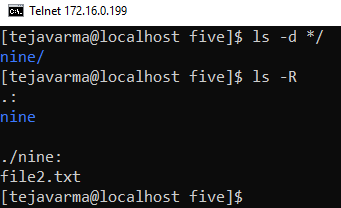 Telnet 172.16.0.199
[tejavarma@localhost five]$ ls -d */
nine/
[tejavarma@localhost five]$ ls -R
.:
nine
./nine:
file2.txt
[tejavarma@localhost five]$